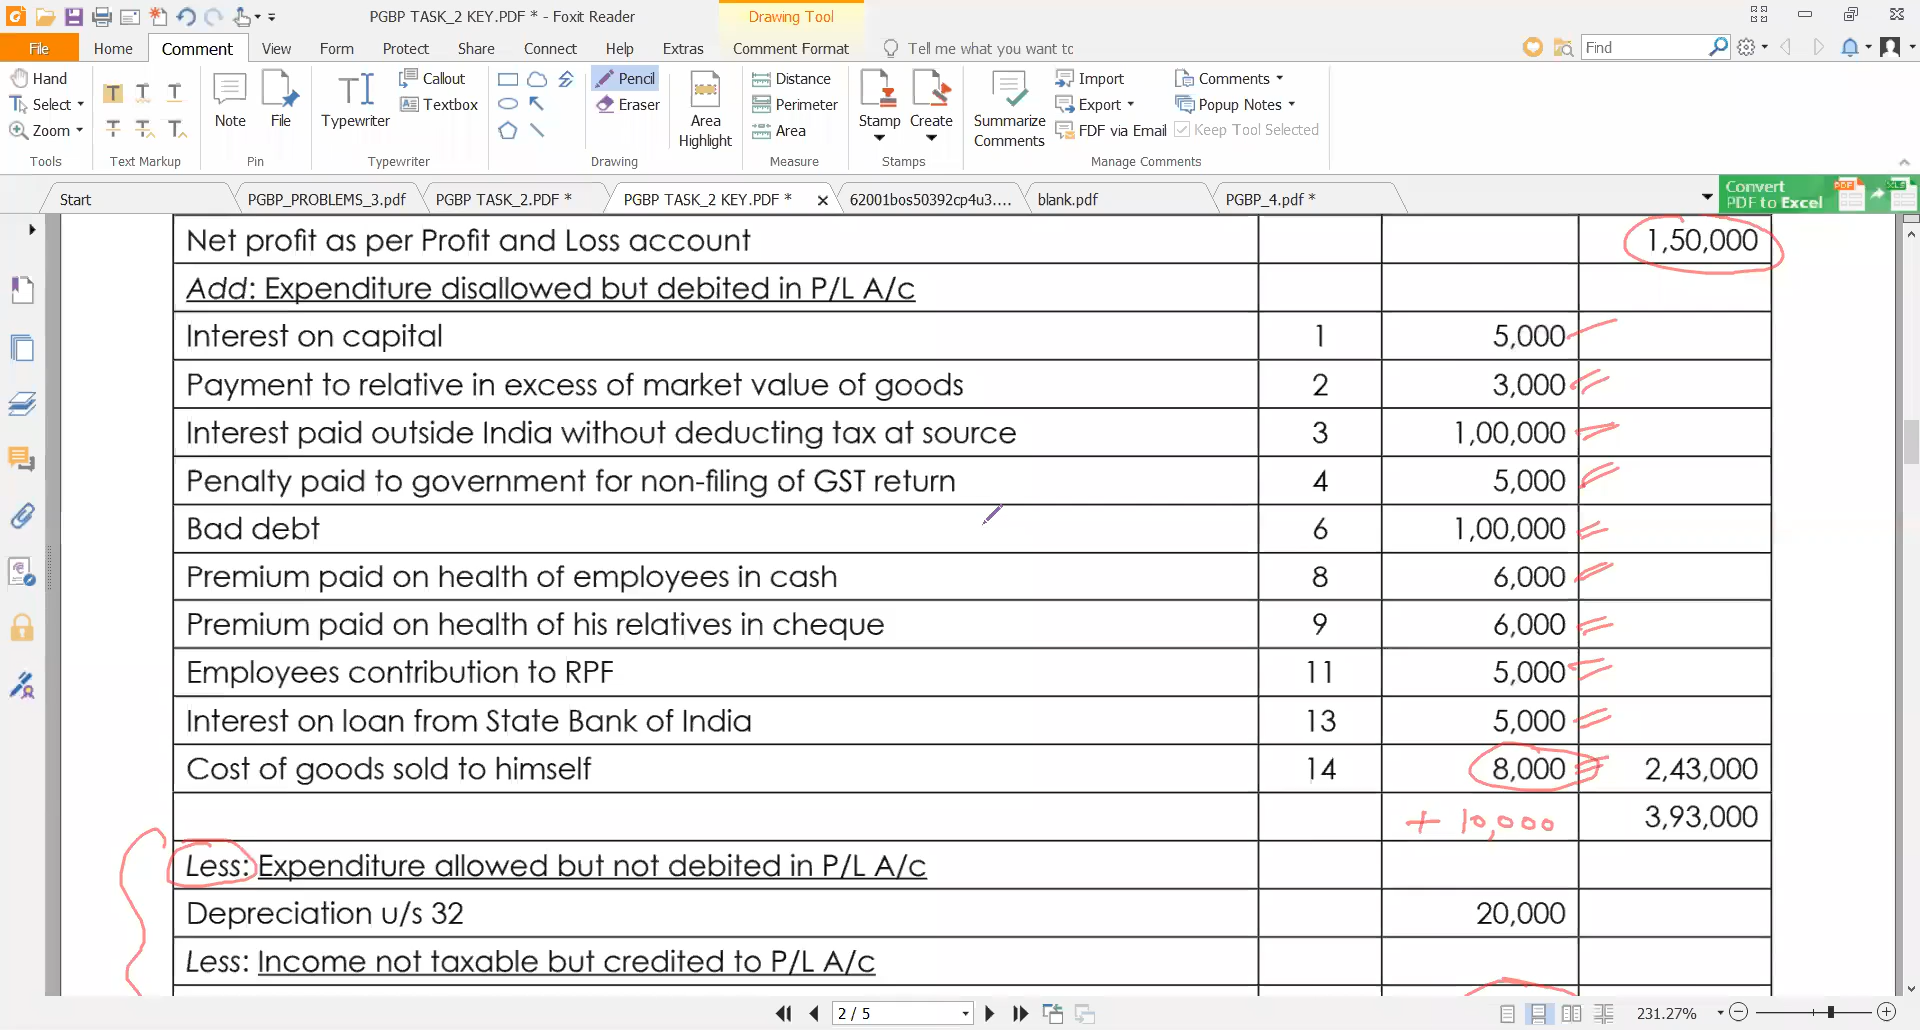 PGBP TASK_2 KEY.PDF * - Foxit Reader
Drawing Tool
File Home Comment View Form Protect Share Connect Help Extras Comment Format Tell me what you want to Find
Hand
Select
Zoom
Tools
Text Markup
Note File
Pin
Typewriter
Callout
Textbox
Typewriter
Pencil
Eraser
Area Highlight
Drawing
Distance
Perimeter
Area
Measure
Stamp Create
Stamps
Summarize Comments
Import
Export
FDF via Email
Comments
Popup Notes
Keep Tool Selected
Manage Comments
Start PGBP_PROBLEMS_3.pdf PGBP TASK_2.PDF * PGBP TASK_2 KEY.PDF * 62001bos50392cp4u3.... blank.pdf PGBP_4.pdf *
Convert
PDF to Excel
Net profit as per Profit and Loss account 1,50,000
Add: Expenditure disallowed but debited in P/L A/c
Interest on capital 1 5,000
Payment to relative in excess of market value of goods 2 3,000
Interest paid outside India without deducting tax at source 3 1,00,000
Penalty paid to government for non-filing of GST return 4 5,000
Bad debt 6 1,00,000
Premium paid on health of employees in cash 8 6,000
Premium paid on health of his relatives in cheque 9 6,000
Employees contribution to RPF 11 5,000
Interest on loan from State Bank of India 13 5,000
Cost of goods sold to himself 14 8,000 2,43,000
+ 10,000 3,93,000
Less: Expenditure allowed but not debited in P/L A/c
Depreciation u/s 32 20,000
Less: Income not taxable but credited to P/L A/c
2 / 5
231.27%